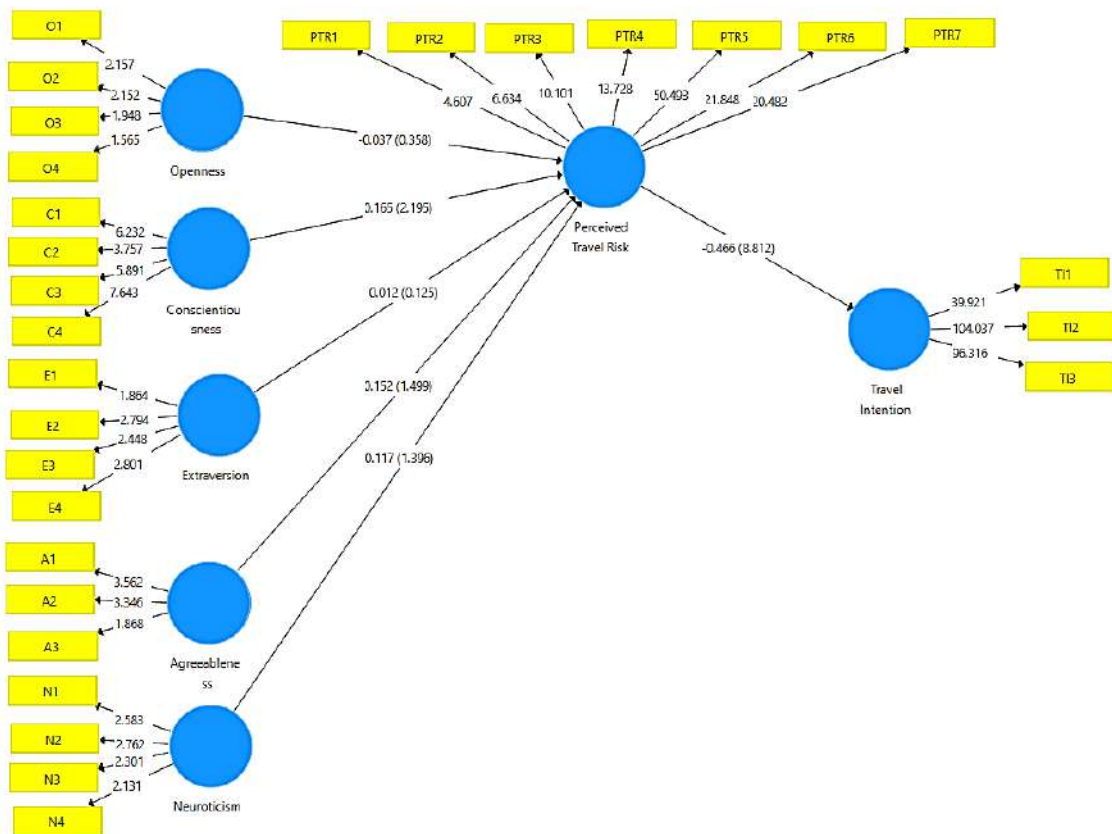 O1
PTR1
PTR2
PTR3
PTR4
PTR5
PTR6
PTR7
2.157
O2
2.152
O3
1.948
1.565
O4
Openness
4.607
6.634
10.101
13.728
50.493
21.848
20.482
-0.037 (0.358)
C1
6.232
C2
3.757
5.891
C3
7.643
C4
Conscientiou
sness
0.165 (2.195)
Perceived
Travel Risk
-0.466 (8.812)
E1
1.864
E2
2.794
2.448
E3
2.801
E4
Extraversion
0.012 (0.125)
TI1
39.921
104.037
TI2
96.316
TI3
Travel
Intention
A1
3.562
A2
3.346
1.868
A3
Agreeablene
ss
0.152 (1.499)
N1
2.583
N2
2.762
2.301
N3
2.131
N4
Neuroticism
0.117 (1.396)